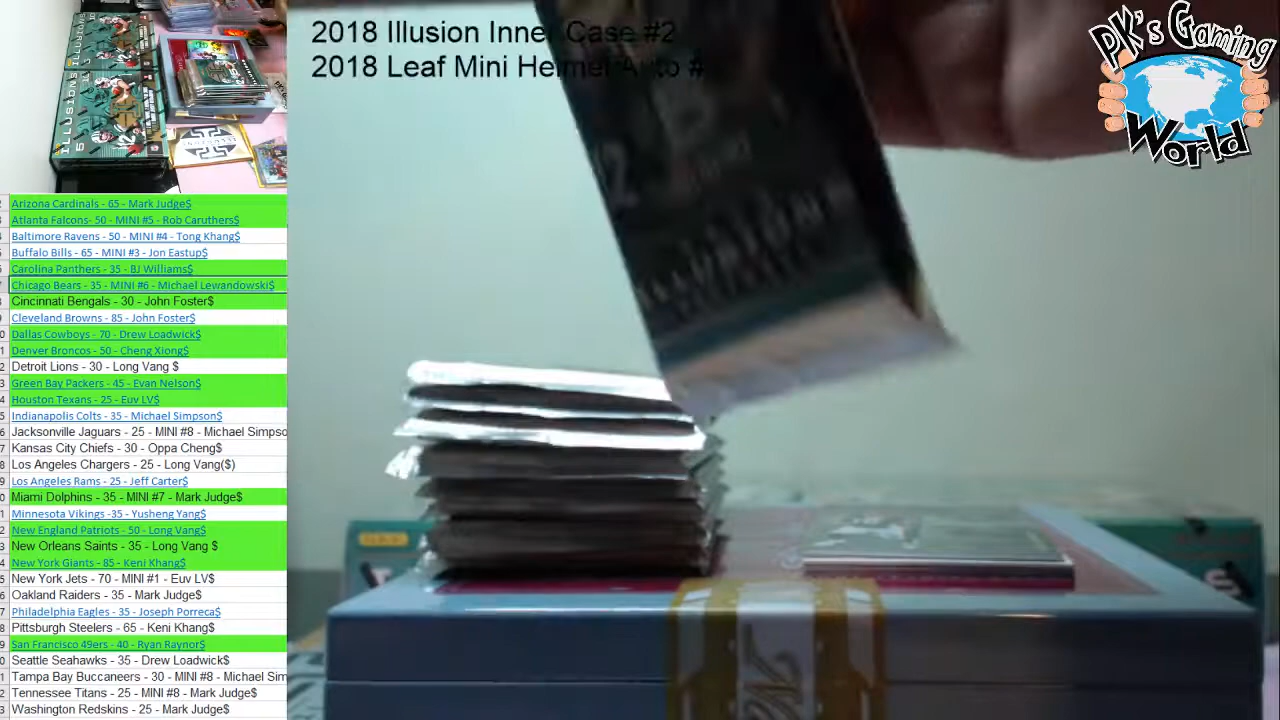 2018 Illusion Inner Case #2
2018 Leaf Mini Helmet Auto #
PK's Gaming
World
ILLUSIONS
Arizona Cardinals - 65 - Mark Judge$
Atlanta Falcons- 50 - MINI #5 - Rob Caruthers$
Baltimore Ravens - 50 - MINI #4 - Tong Khang$
Buffalo Bills - 65 - MINI #3 - Jon Eastup$
Carolina Panthers - 35 - BJ Williams$
Chicago Bears - 35 - MINI #6 - Michael Lewandowski$
Cincinnati Bengals - 30 - John Foster$
Cleveland Browns - 85 - John Foster$
Dallas Cowboys - 70 - Drew Loadwick$
Denver Broncos - 50 - Cheng Xiong$
Detroit Lions - 30 - Long Vang $
Green Bay Packers - 45 - Evan Nelson$
Houston Texans - 25 - Euv LV$
Indianapolis Colts - 35 - Michael Simpson$
Jacksonville Jaguars - 25 - MINI #8 - Michael Simpso
Kansas City Chiefs - 30 - Oppa Cheng$
Los Angeles Chargers - 25 - Long Vang($)
Los Angeles Rams - 25 - Jeff Carter$
Miami Dolphins - 35 - MINI #7 - Mark Judge$
Minnesota Vikings -35 - Yusheng Yang$
New England Patriots - 50 - Long Vang$
New Orleans Saints - 35 - Long Vang $
New York Giants - 85 - Keni Khang$
New York Jets - 70 - MINI #1 - Euv LV$
Oakland Raiders - 35 - Mark Judge$
Philadelphia Eagles - 35 - Joseph Porreca$
Pittsburgh Steelers - 65 - Keni Khang$
San Francisco 49ers - 40 - Ryan Raynor$
Seattle Seahawks - 35 - Drew Loadwick$
Tampa Bay Buccaneers - 30 - MINI #8 - Michael Sim
Tennessee Titans - 25 - MINI #8 - Mark Judge$
Washington Redskins - 25 - Mark Judge$